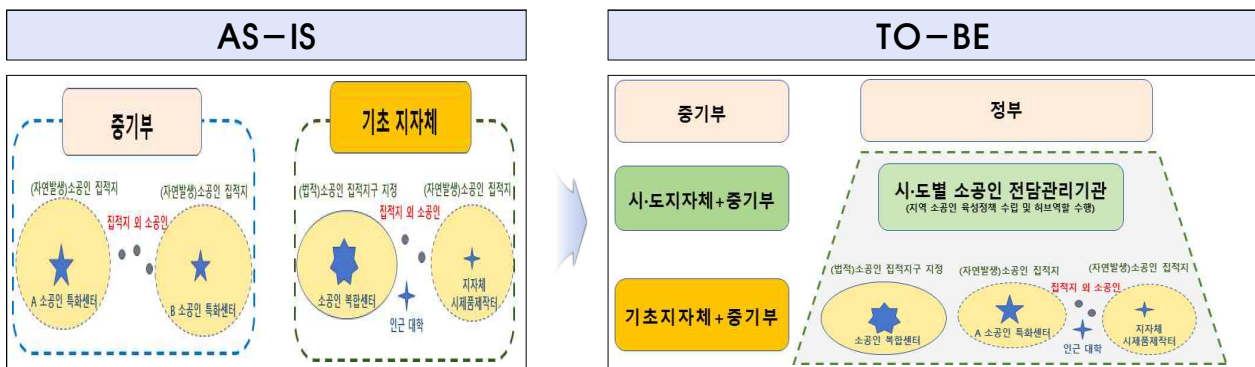 AS-IS
중기부
기초 지자체
(자연발생)소공인 집적지
(자연발생)소공인 집적지
집적지 외 소공인
A 소공인 특화센터
B 소공인 특화센터
(법적)소공인 집적지구 지정
(자연발생)소공인 집적지
집적지 외 소공인
소공인 복합센터
지자체
시제품제작터
인근 대학
TO-BE
중기부
정부
시·도지자체+중기부
시·도별 소공인 전담관리기관
(지역 소공인 육성정책 수립 및 허브역할 수행)
기초지자체+중기부
(법적)소공인 집적지구 지정
(자연발생)소공인 집적지
(자연발생)소공인 집적지
집적지 외 소공인
소공인 복합센터
A 소공인 특화센터
인근 대학
지자체
시제품제작터